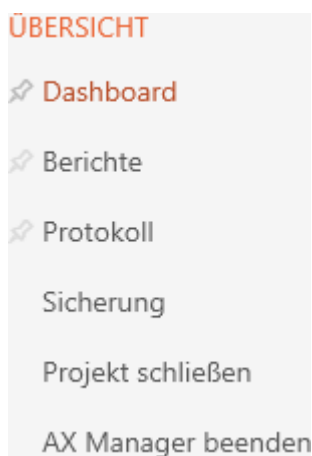 ÜBERSICHT
Dashboard
Berichte
Protokoll
Sicherung
Projekt schließen
AX Manager beenden